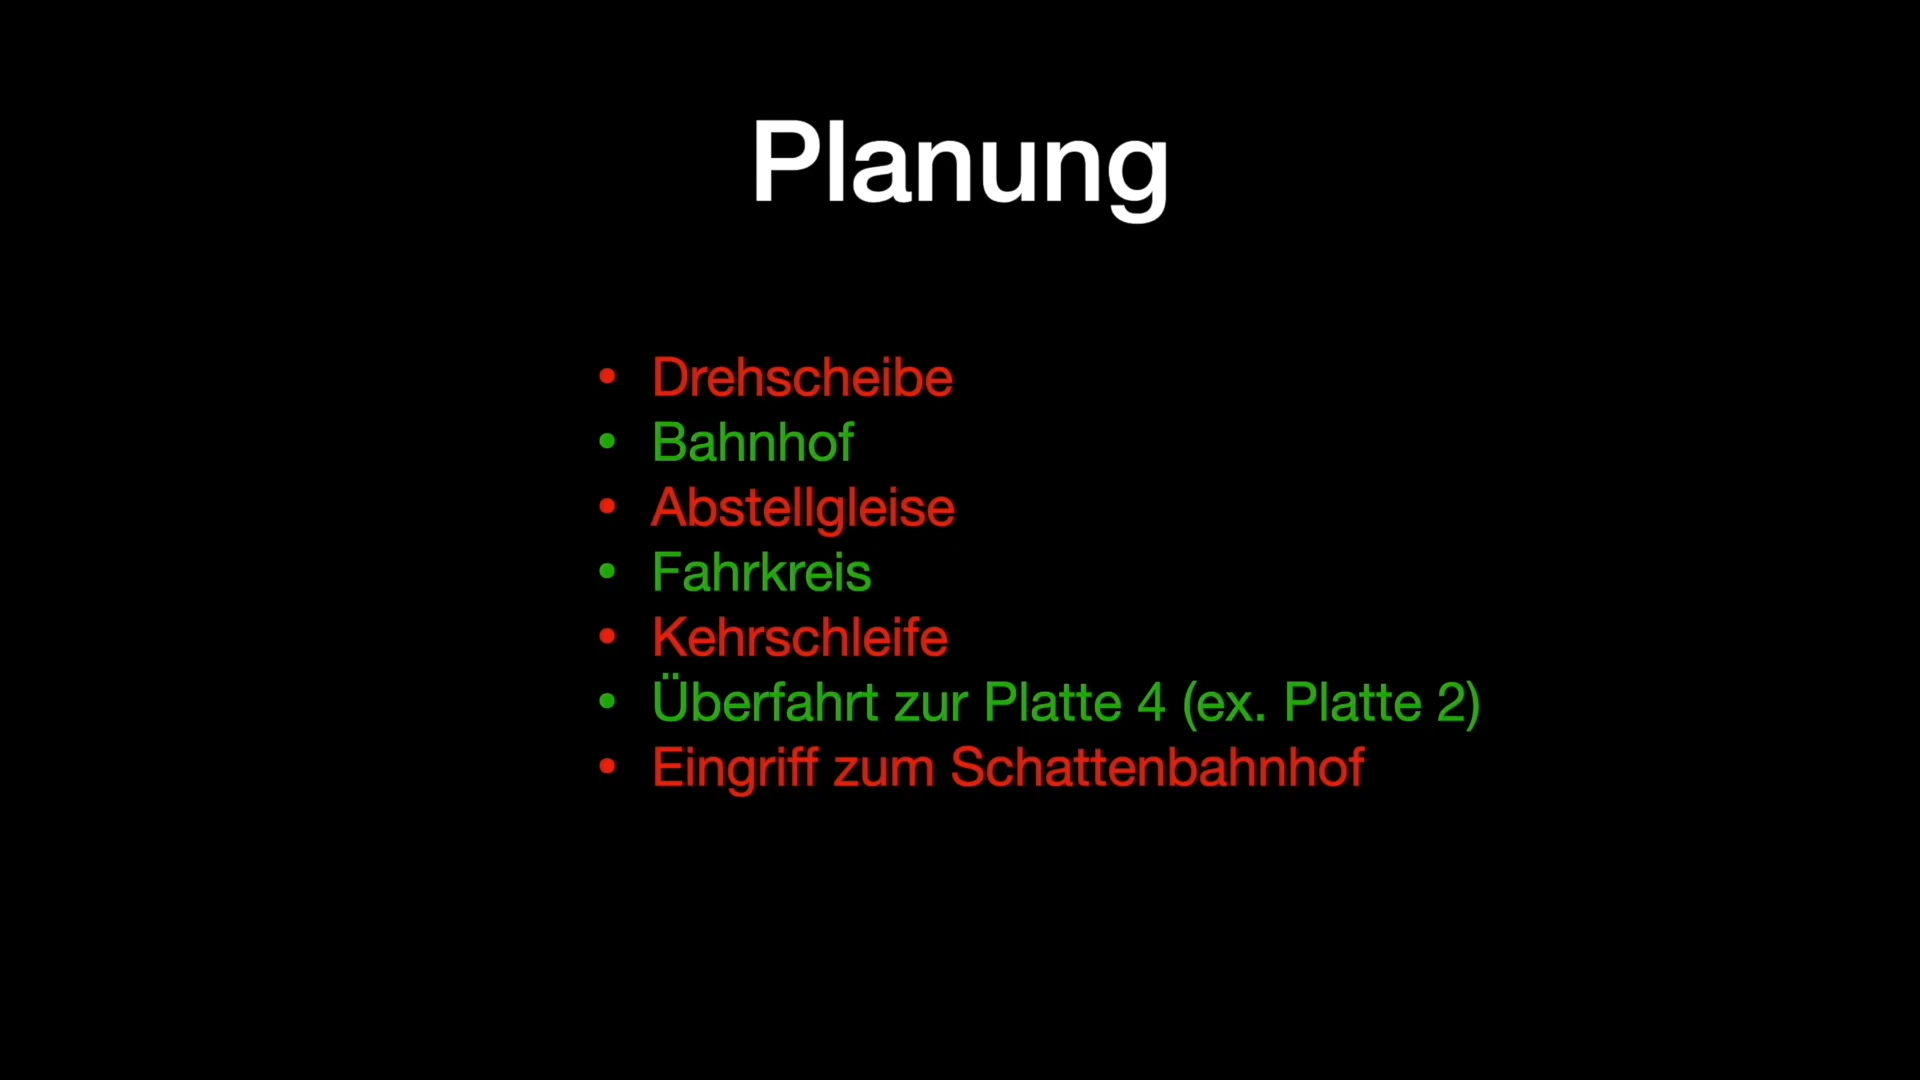 Planung
• Drehscheibe
• Bahnhof
• Abstellgleise
• Fahrkreis
• Kehrschleife
• Überfahrt zur Platte 4 (ex. Platte 2)
• Eingriff zum Schattenbahnhof